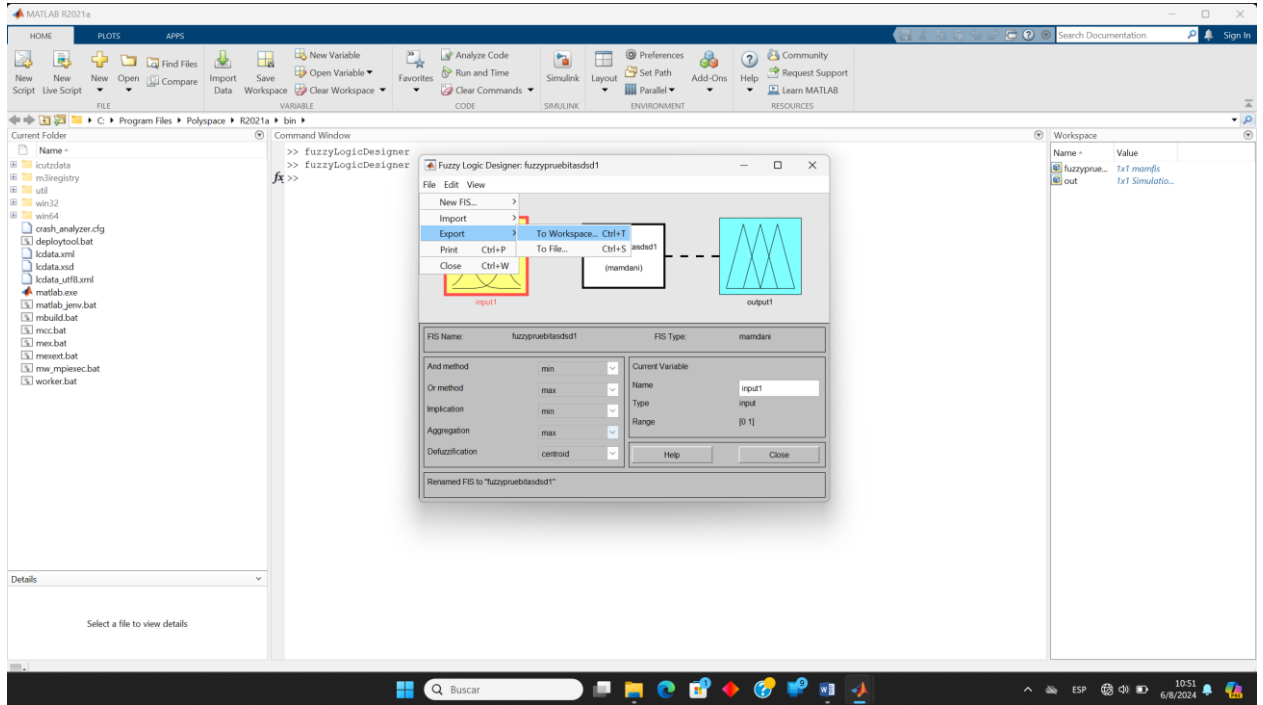 MATLAB R2021a
HOME PLOTS APPS Search Documentation Sign In
New Script New Live Script New Open Find Files Compare Import Data Save Workspace New Variable Open Variable Clear Workspace Favorites Analyze Code Run and Time Clear Commands Simulink Layout Preferences Set Path Parallel Add-Ons Help Community Request Support Learn MATLAB
FILE VARIABLE CODE SIMULINK ENVIRONMENT RESOURCES
C: Program Files Polyspace R2021a bin
Current Folder
Name
icutzdata
m3iregistry
util
win32
win64
crash_analyzer.cfg
deploytool.bat
lcdata.xml
lcdata.xsd
lcdata_utf8.xml
matlab.exe
matlab_jenv.bat
mbuild.bat
mcc.bat
mex.bat
mexext.bat
mw_mpiexec.bat
worker.bat
Details
Select a file to view details
Command Window
>> fuzzyLogicDesigner
>> fuzzyLogicDesigner
fx >>
Fuzzy Logic Designer: fuzzypruebitasdsd1
File Edit View
New FIS...
Import
Export
Print Ctrl+P
Close Ctrl+W
To Workspace... Ctrl+T
To File... Ctrl+S
asdsd1
(mamdani)
input1
output1
FIS Name: fuzzypruebitasdsd1 FIS Type: mamdani
And method min
Or method max
Implication min
Aggregation max
Defuzzification centroid
Current Variable
Name input1
Type input
Range [0 1]
Help Close
Renamed FIS to "fuzzypruebitasdsd1"
Workspace
Name Value
fuzzyprue... 1x1 mamfis
out 1x1 Simulatio...
Buscar
ESP
10:51
6/8/2024